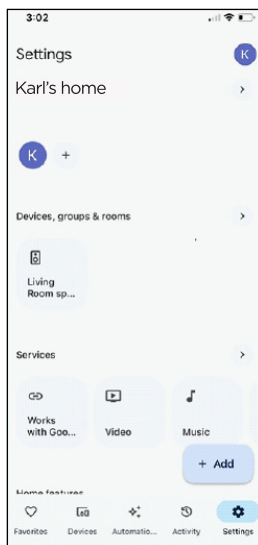 3:02
Settings
K
Karl's home
K
+
Devices, groups & rooms
Living
Room sp...
Services
Works
with Goo...
Video
Music
+ Add
Home features
Favorites
Devices
Automatio...
Activity
Settings